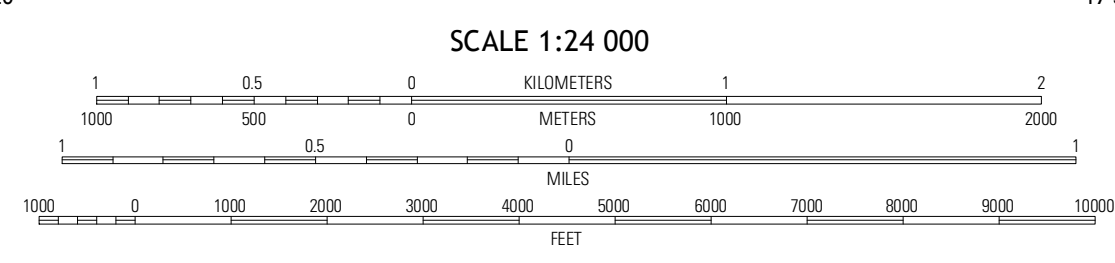 SCALE 1:24 000
1 0.5 0 KILOMETERS 1 2
1000 500 0 METERS 1000 2000
1 0.5 0 1
MILES
1000 0 1000 2000 3000 4000 5000 6000 7000 8000 9000 10000
FEET